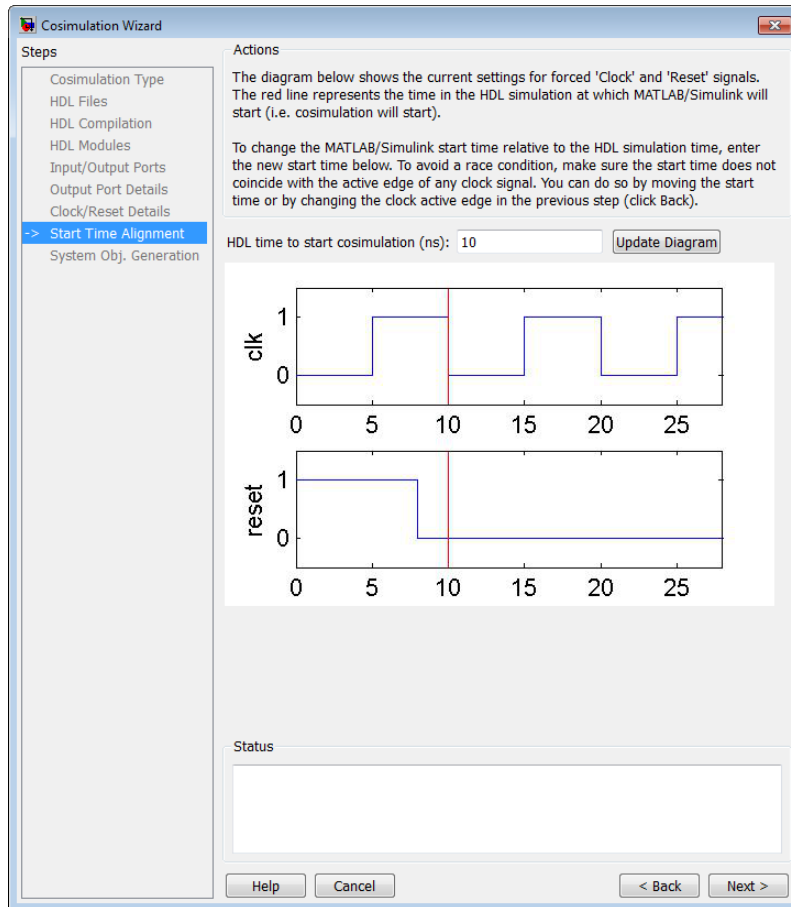 Cosimulation Wizard
Steps
Cosimulation Type
HDL Files
HDL Compilation
HDL Modules
Input/Output Ports
Output Port Details
Clock/Reset Details
-> Start Time Alignment
System Obj. Generation
Actions
The diagram below shows the current settings for forced 'Clock' and 'Reset' signals.
The red line represents the time in the HDL simulation at which MATLAB/Simulink will
start (i.e. cosimulation will start).
To change the MATLAB/Simulink start time relative to the HDL simulation time, enter
the new start time below. To avoid a race condition, make sure the start time does not
coincide with the active edge of any clock signal. You can do so by moving the start
time or by changing the clock active edge in the previous step (click Back).
HDL time to start cosimulation (ns): 10 Update Diagram
clk
1
0
0 5 10 15 20 25
reset
1
0
0 5 10 15 20 25
Status
Help Cancel < Back Next >